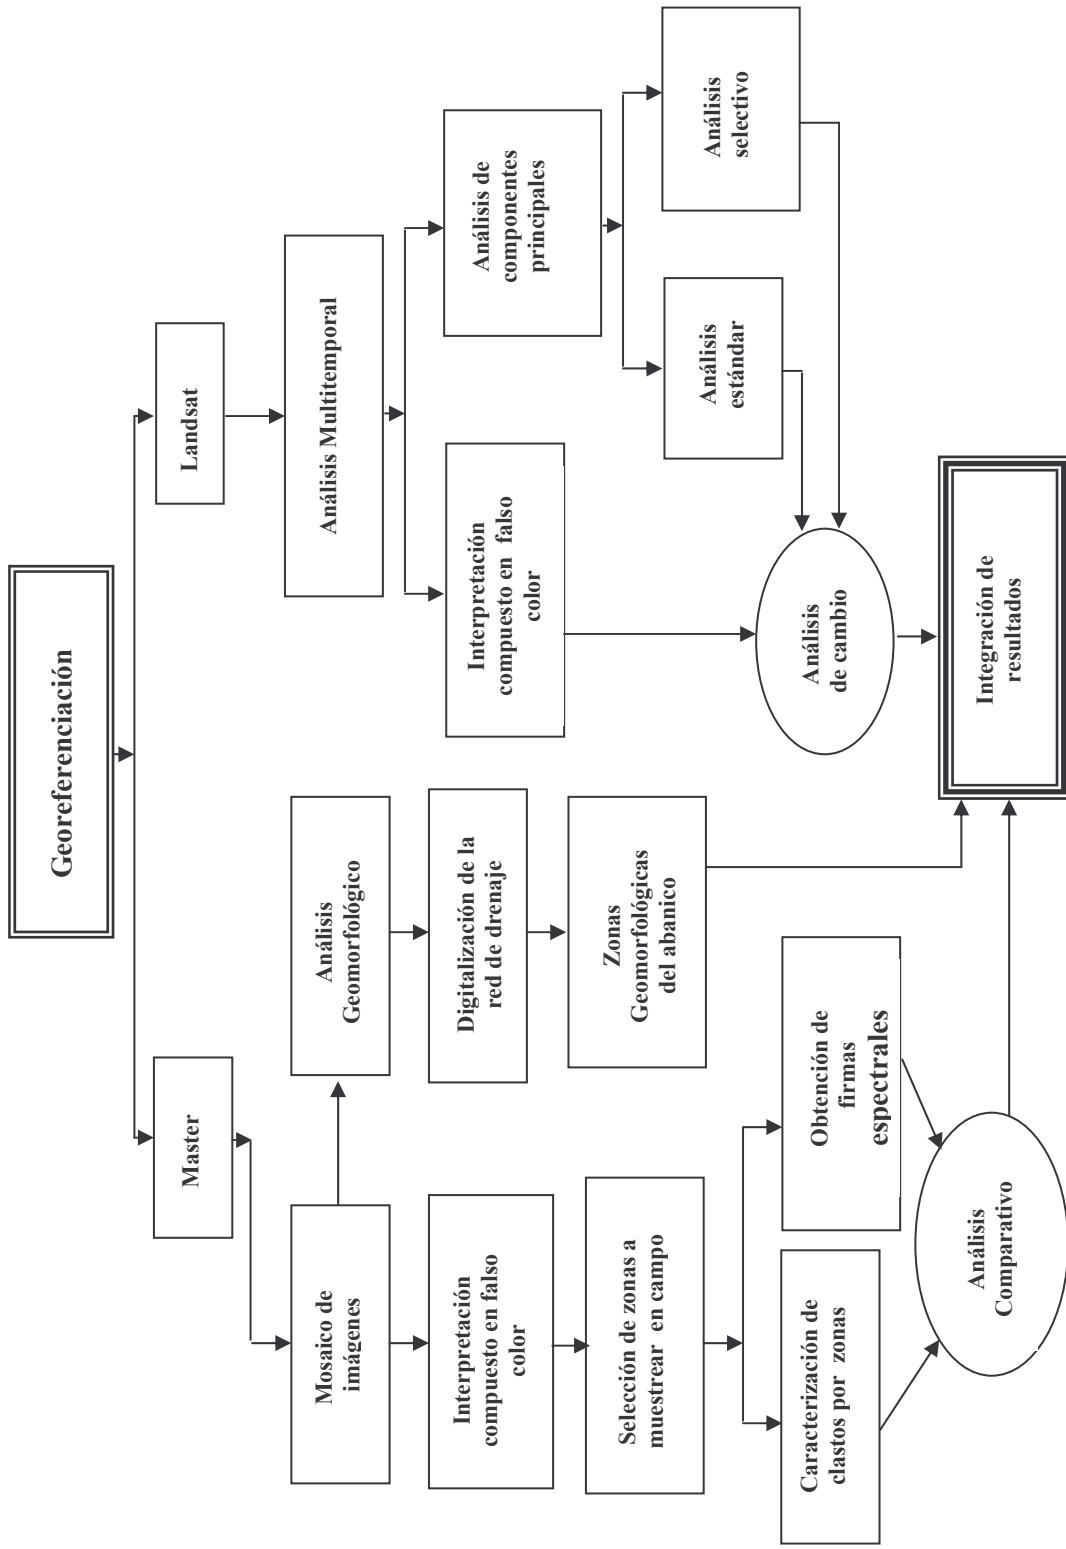 Georeferenciación
Master
Landsat
Mosaico de
imágenes
Análisis
Geomorfológico
Análisis Multitemporal
Interpretación
compuesto en falso
color
Digitalización de la
red de drenaje
Interpretación
compuesto en falso
color
Análisis de
componentes
principales
Selección de zonas a
muestrear en campo
Zonas
Geomorfológicas
del abanico
Análisis
estándar
Análisis
selectivo
Caracterización de
clastos por zonas
Obtención de
firmas
espectrales
Análisis
de cambio
Análisis
Comparativo
Integración de
resultados